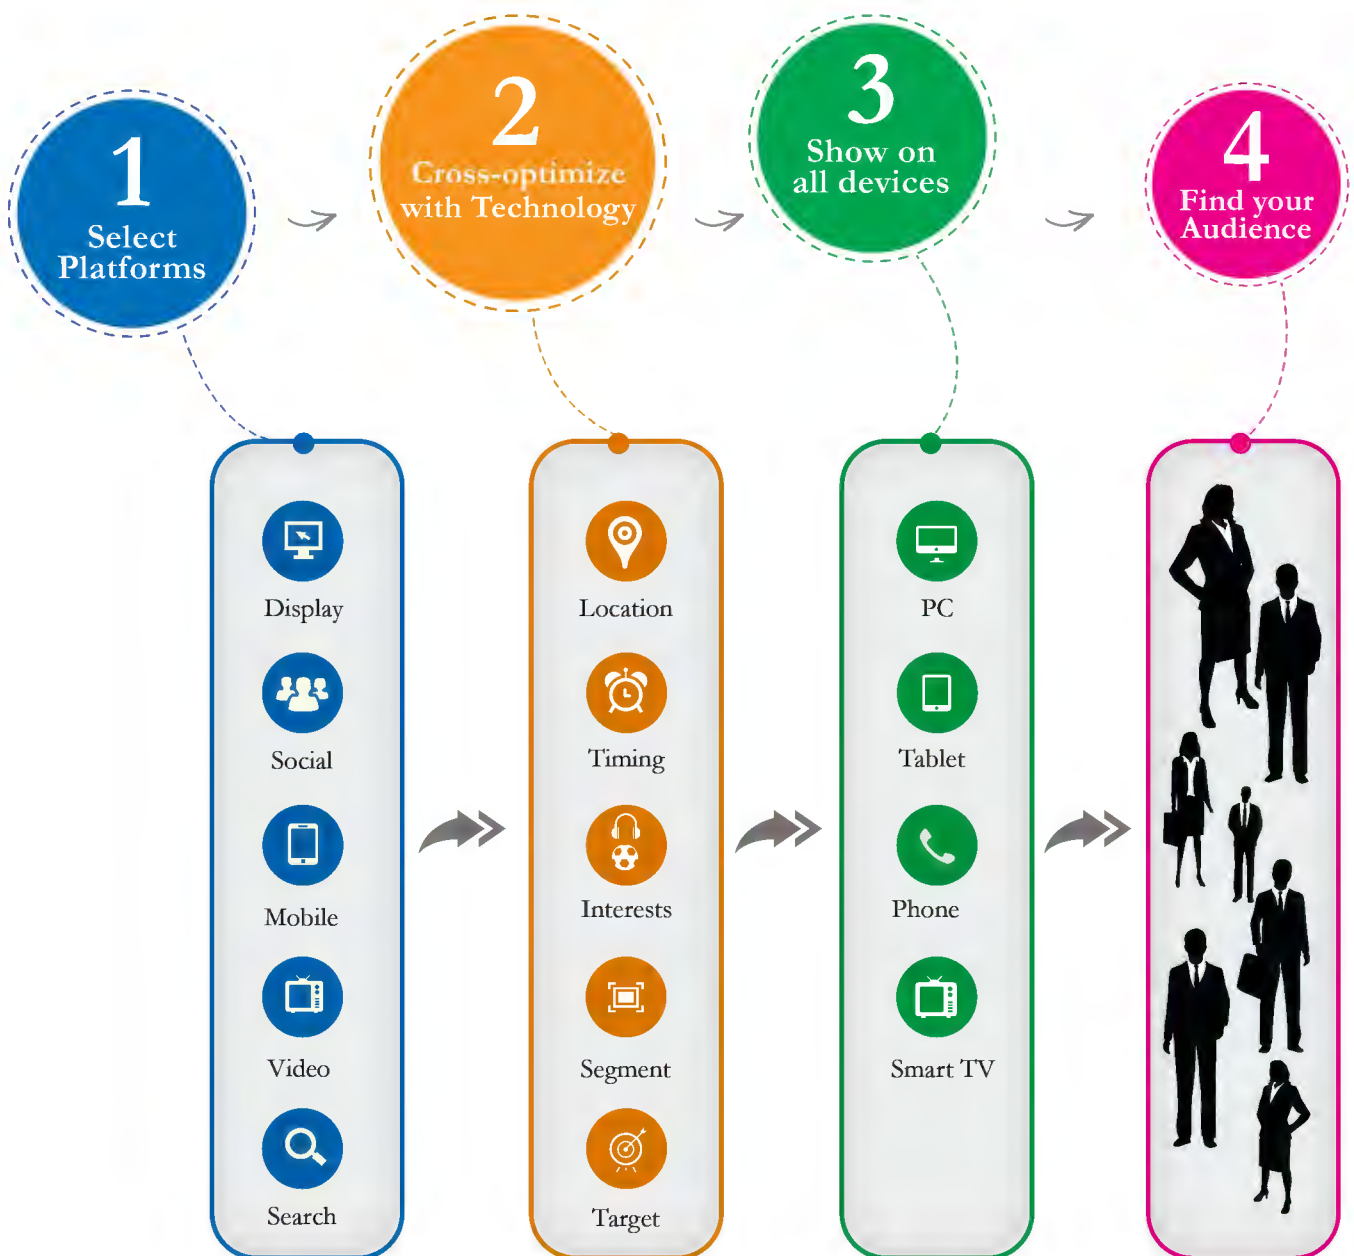 1
Select
Platforms
2
Cross-optimize
with Technology
3
Show on
all devices
4
Find your
Audience
Display
Social
Mobile
Video
Search
Location
Timing
Interests
Segment
Target
PC
Tablet
Phone
Smart TV